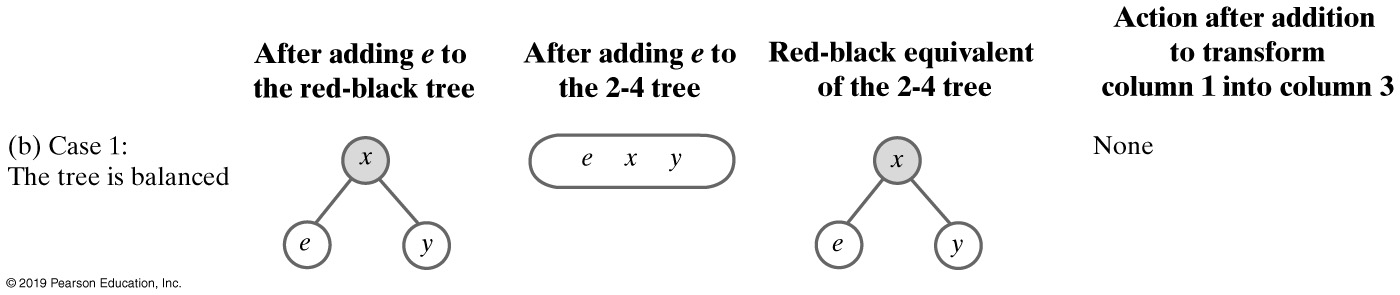 After adding e to
the red-black tree
After adding e to
the 2-4 tree
Red-black equivalent
of the 2-4 tree
Action after addition
to transform
column 1 into column 3
(b) Case 1:
The tree is balanced
x
e
y
e x y
x
e
y
None
© 2019 Pearson Education, Inc.